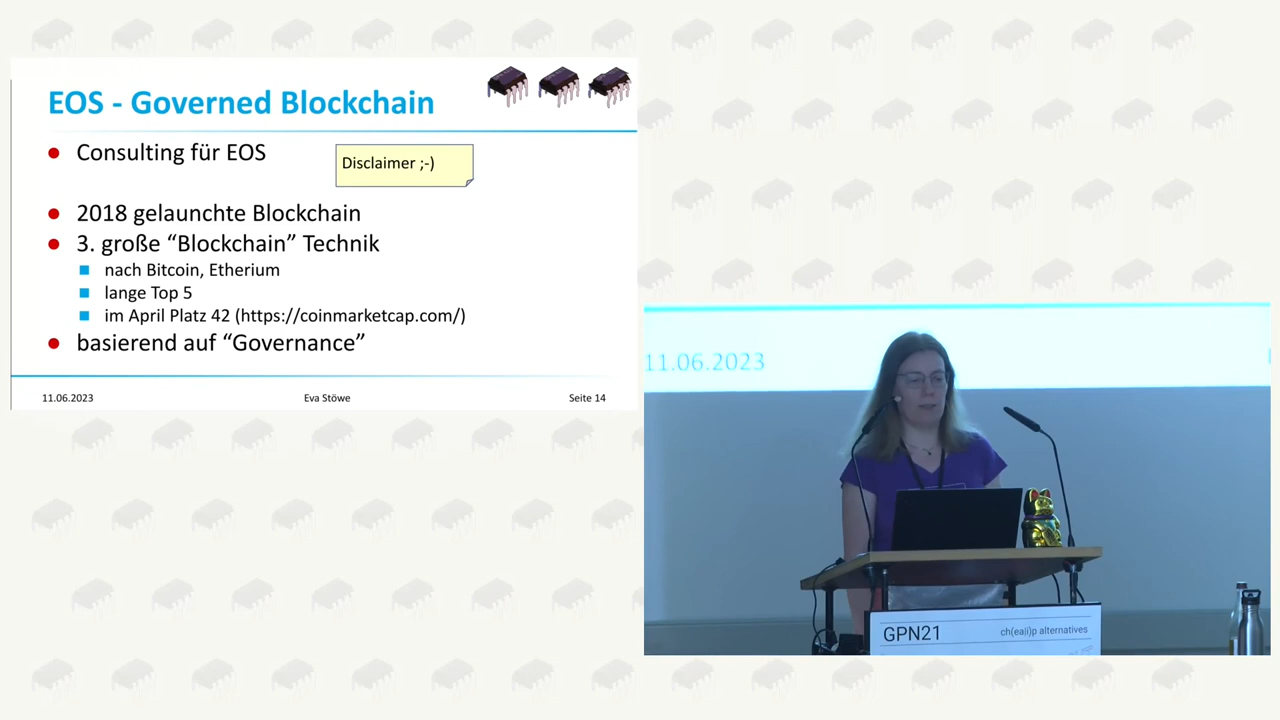 EOS - Governed Blockchain
Consulting für EOS
Disclaimer ;-)
2018 gelaunchte Blockchain
3. große “Blockchain” Technik
nach Bitcoin, Etherium
lange Top 5
im April Platz 42 (https://coinmarketcap.com/)
basierend auf “Governance”
11.06.2023
Eva Stöwe
Seite 14
11.06.2023
GPN21
ch(ea|i)p alternatives